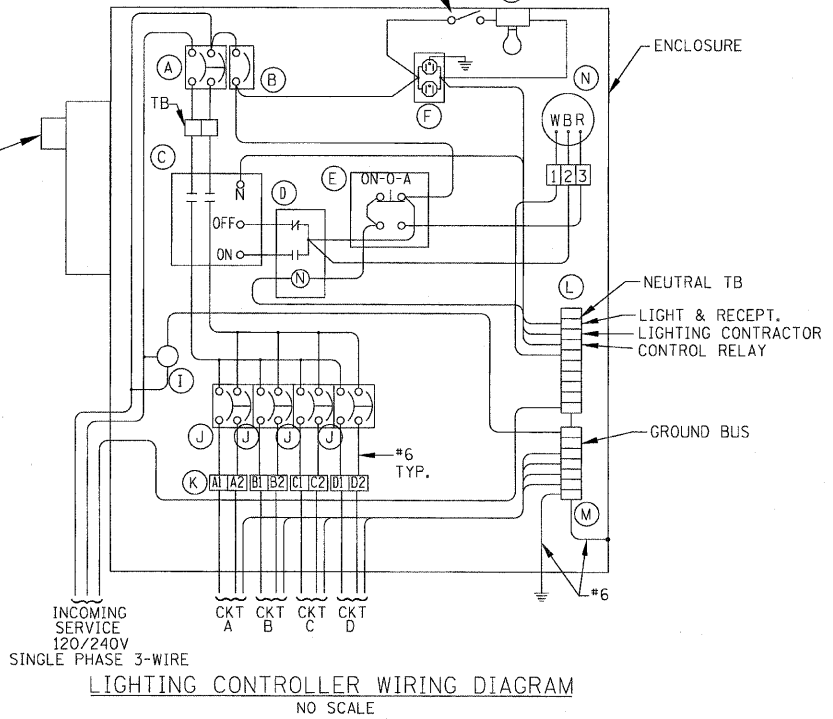 ENCLOSURE
A
B
N
TB
F
WBR
C
E
ON-O-A
D
N
1 2 3
OFF
ON
N
L
NEUTRAL TB
LIGHT & RECEPT.
LIGHTING CONTRACTOR
CONTROL RELAY
I
J J J J
GROUND BUS
#6
TYP.
K A1 A2 B1 B2 C1 C2 D1 D2
M
#6
INCOMING
SERVICE
120/240V
SINGLE PHASE 3-WIRE
CKT
A
CKT
B
CKT
C
CKT
D
LIGHTING CONTROLLER WIRING DIAGRAM
NO SCALE